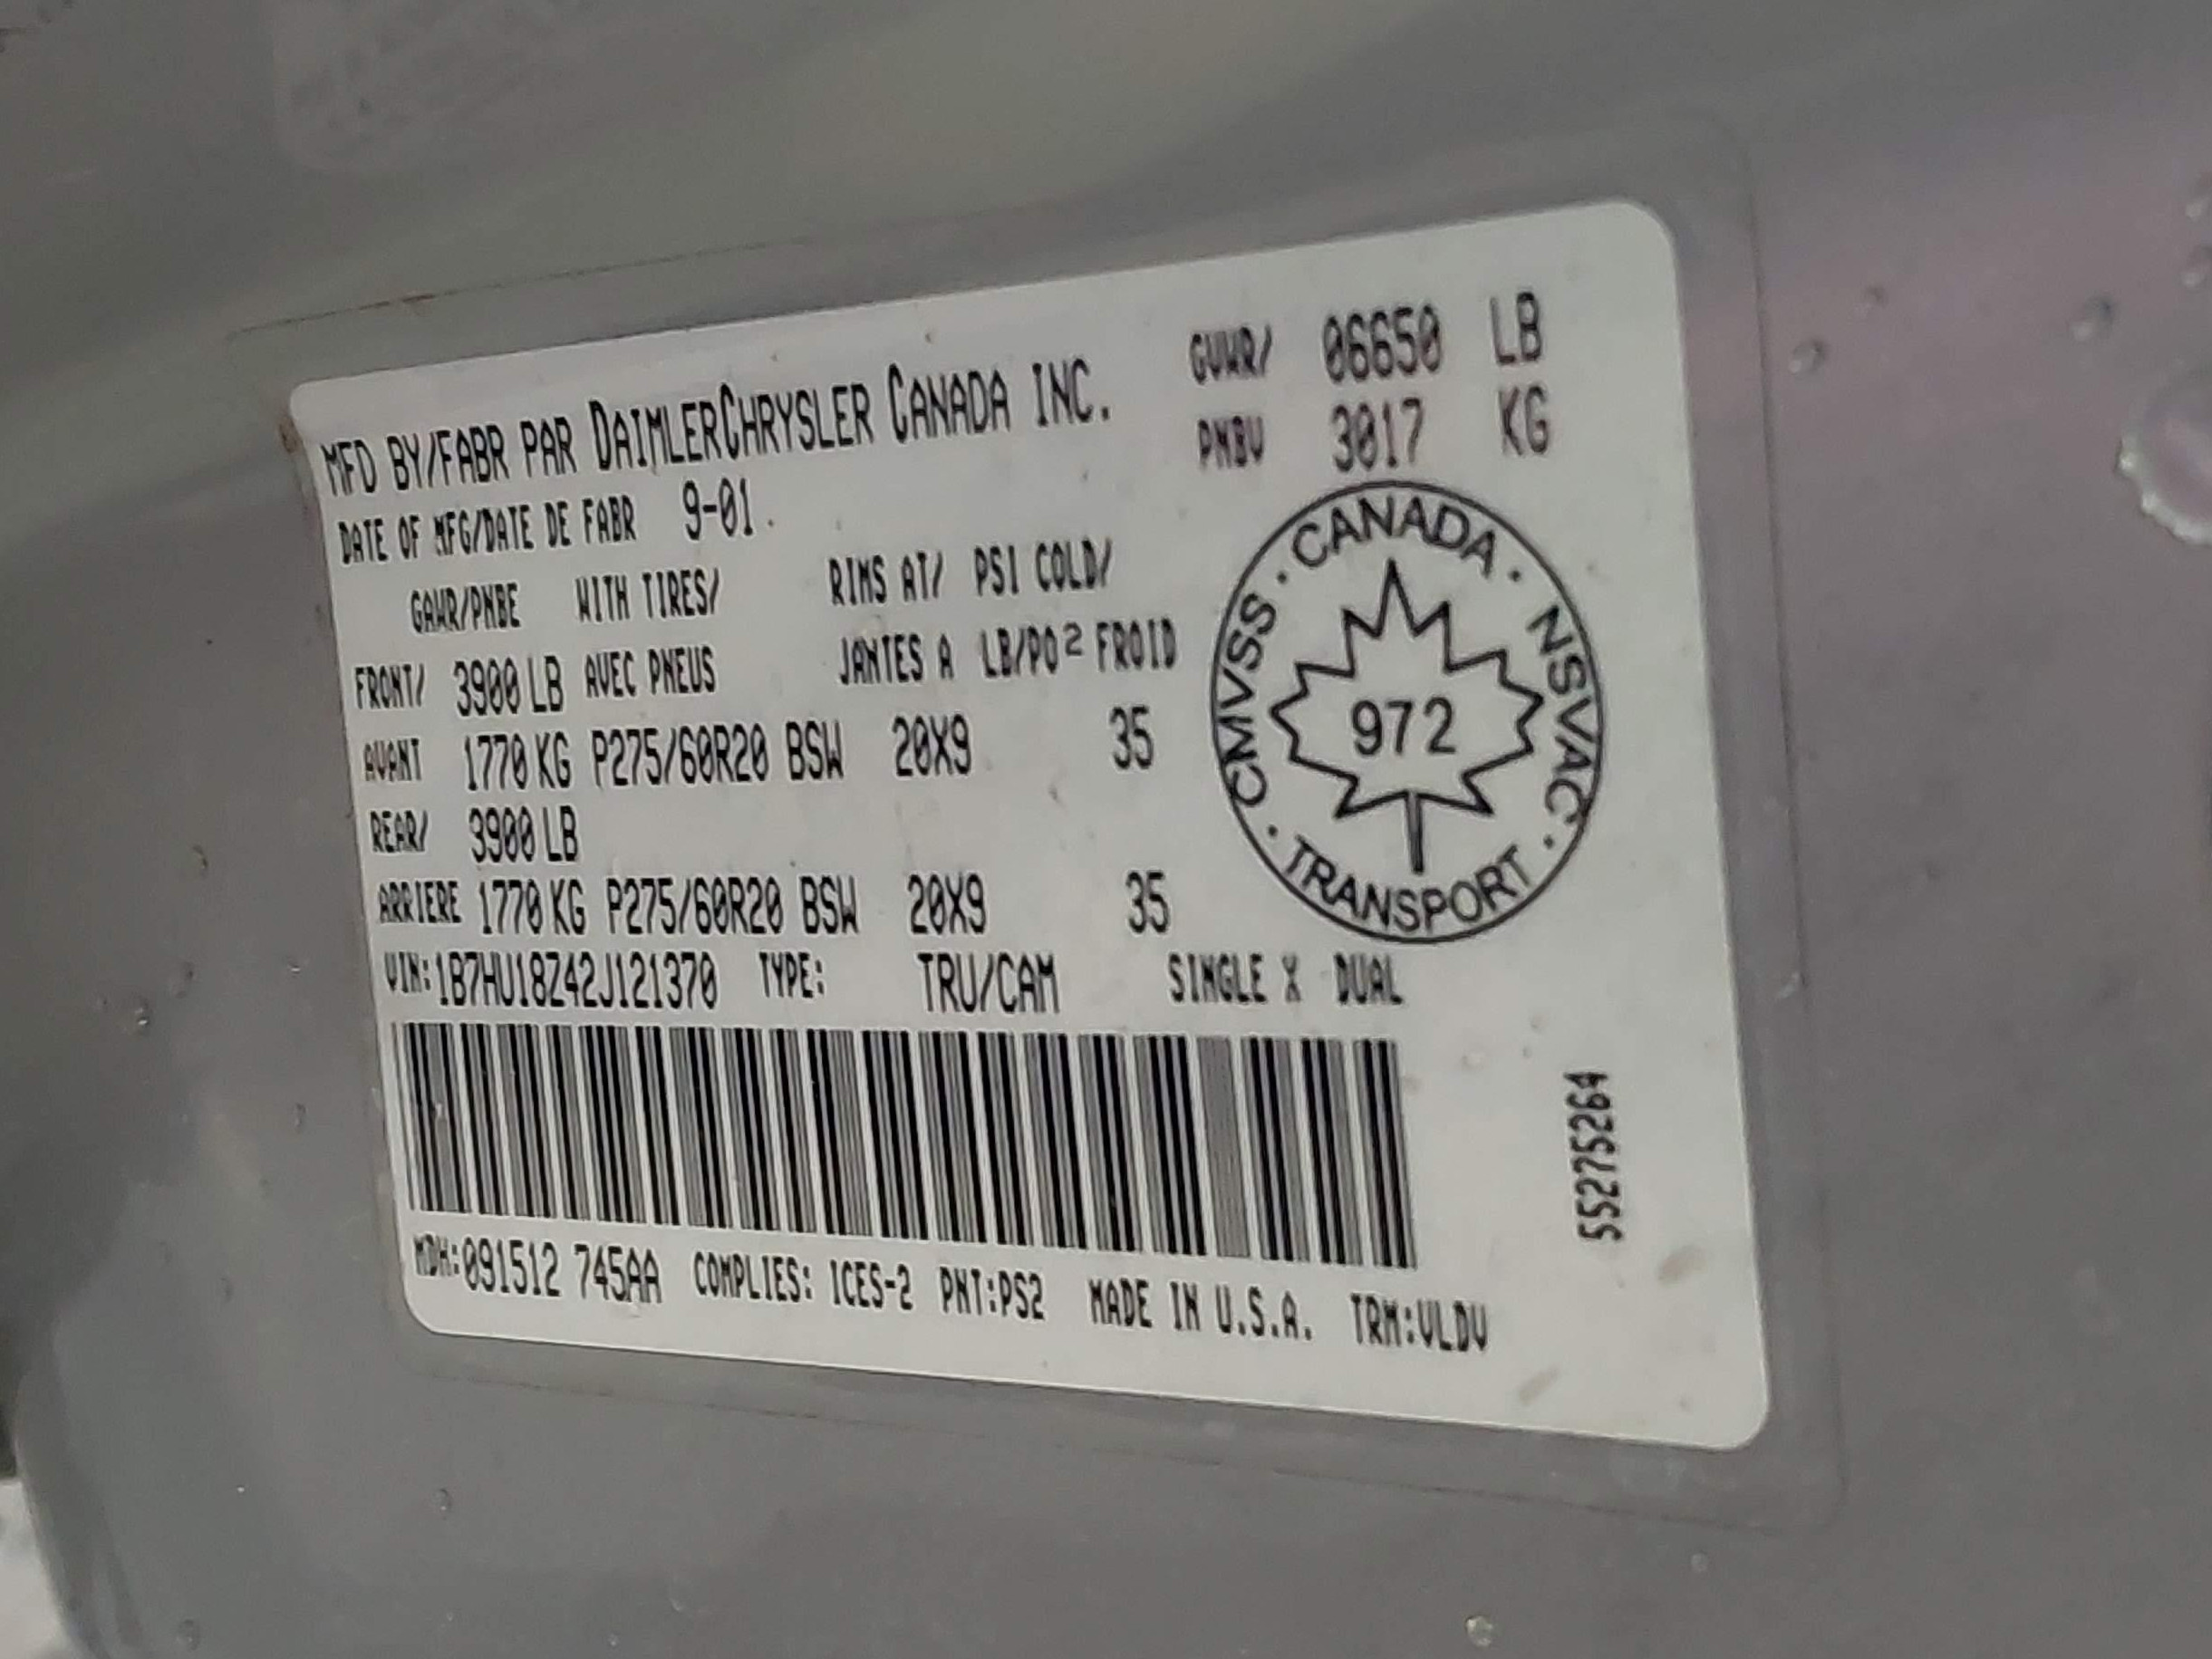 MFD BY/FABR PAR DAIMLERCHRYSLER CANADA INC.
GVWR/ 06650 LB
PNBV 3017 KG
DATE OF MFG/DATE DE FABR 9-01
GAWR/PNBE WITH TIRES/ RIMS AT/ PSI COLD/
FRONT/ 3900 LB AVEC PNEUS JANTES A LB/PO² FROID
AVANT 1770 KG P275/60R20 BSW 20X9 35
REAR/ 3900 LB
ARRIERE 1770 KG P275/60R20 BSW 20X9 35
CANADA · NSVAC · TRANSPORT · CMVSS ·
972
VIN:1B7HU18Z42J121370 TYPE: TRU/CAM SINGLE X DUAL
55275264
MDH:091512 745AA COMPLIES: ICES-2 PNT:PS2 MADE IN U.S.A. TRM:VLDV